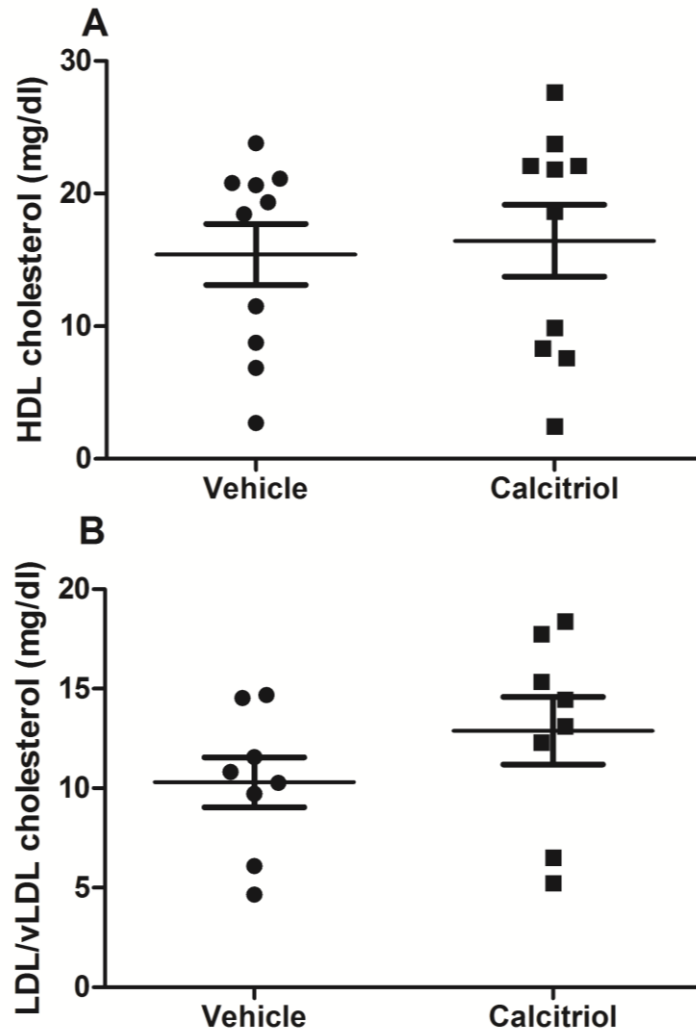 A
HDL cholesterol (mg/dl)
30
20
10
0
Vehicle Calcitriol
B
LDL/vLDL cholesterol (mg/dl)
20
15
10
5
0
Vehicle Calcitriol